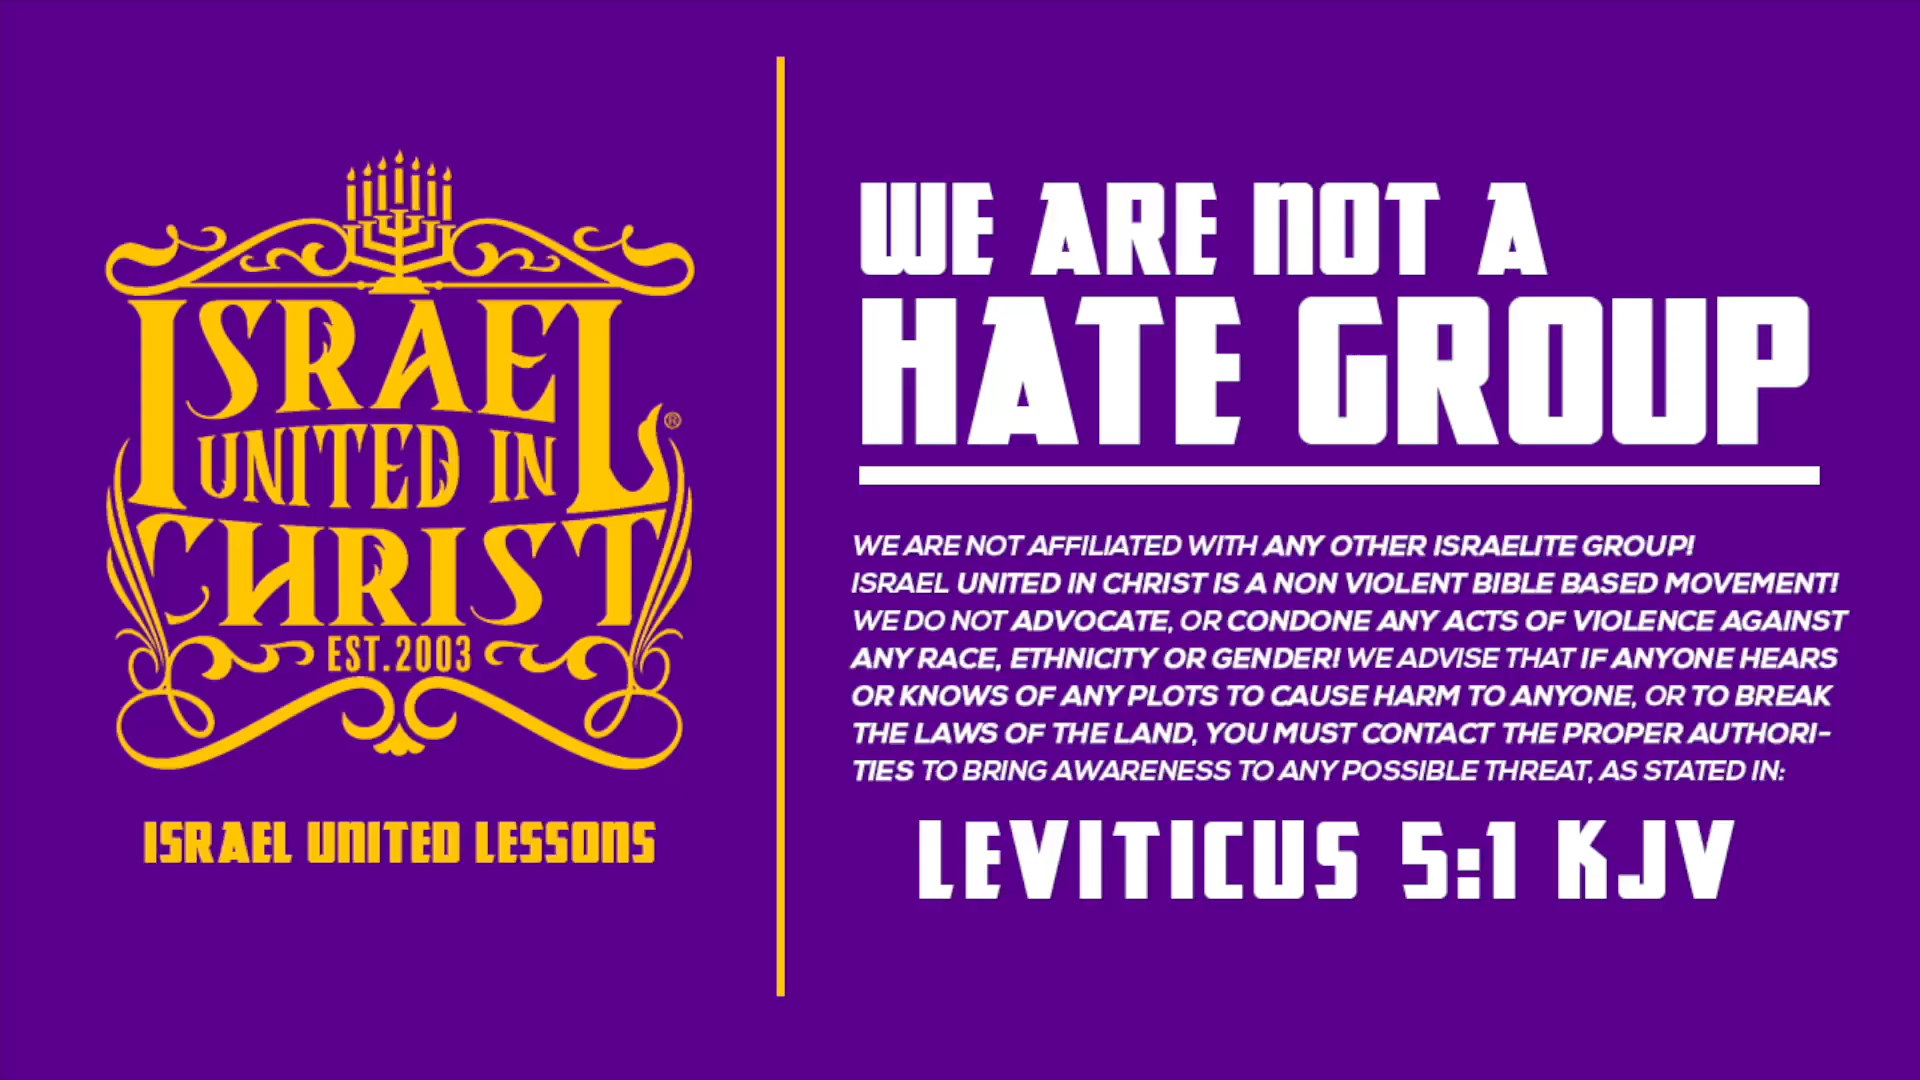 ISRAEL
UNITED IN
CHRIST
®
EST.2003
ISRAEL UNITED LESSONS
WE ARE NOT A
HATE GROUP
WE ARE NOT AFFILIATED WITH ANY OTHER ISRAELITE GROUP!
ISRAEL UNITED IN CHRIST IS A NON VIOLENT BIBLE BASED MOVEMENT!
WE DO NOT ADVOCATE, OR CONDONE ANY ACTS OF VIOLENCE AGAINST
ANY RACE, ETHNICITY OR GENDER! WE ADVISE THAT IF ANYONE HEARS
OR KNOWS OF ANY PLOTS TO CAUSE HARM TO ANYONE, OR TO BREAK
THE LAWS OF THE LAND, YOU MUST CONTACT THE PROPER AUTHORI-
TIES TO BRING AWARENESS TO ANY POSSIBLE THREAT, AS STATED IN:
LEVITICUS 5:1 KJV